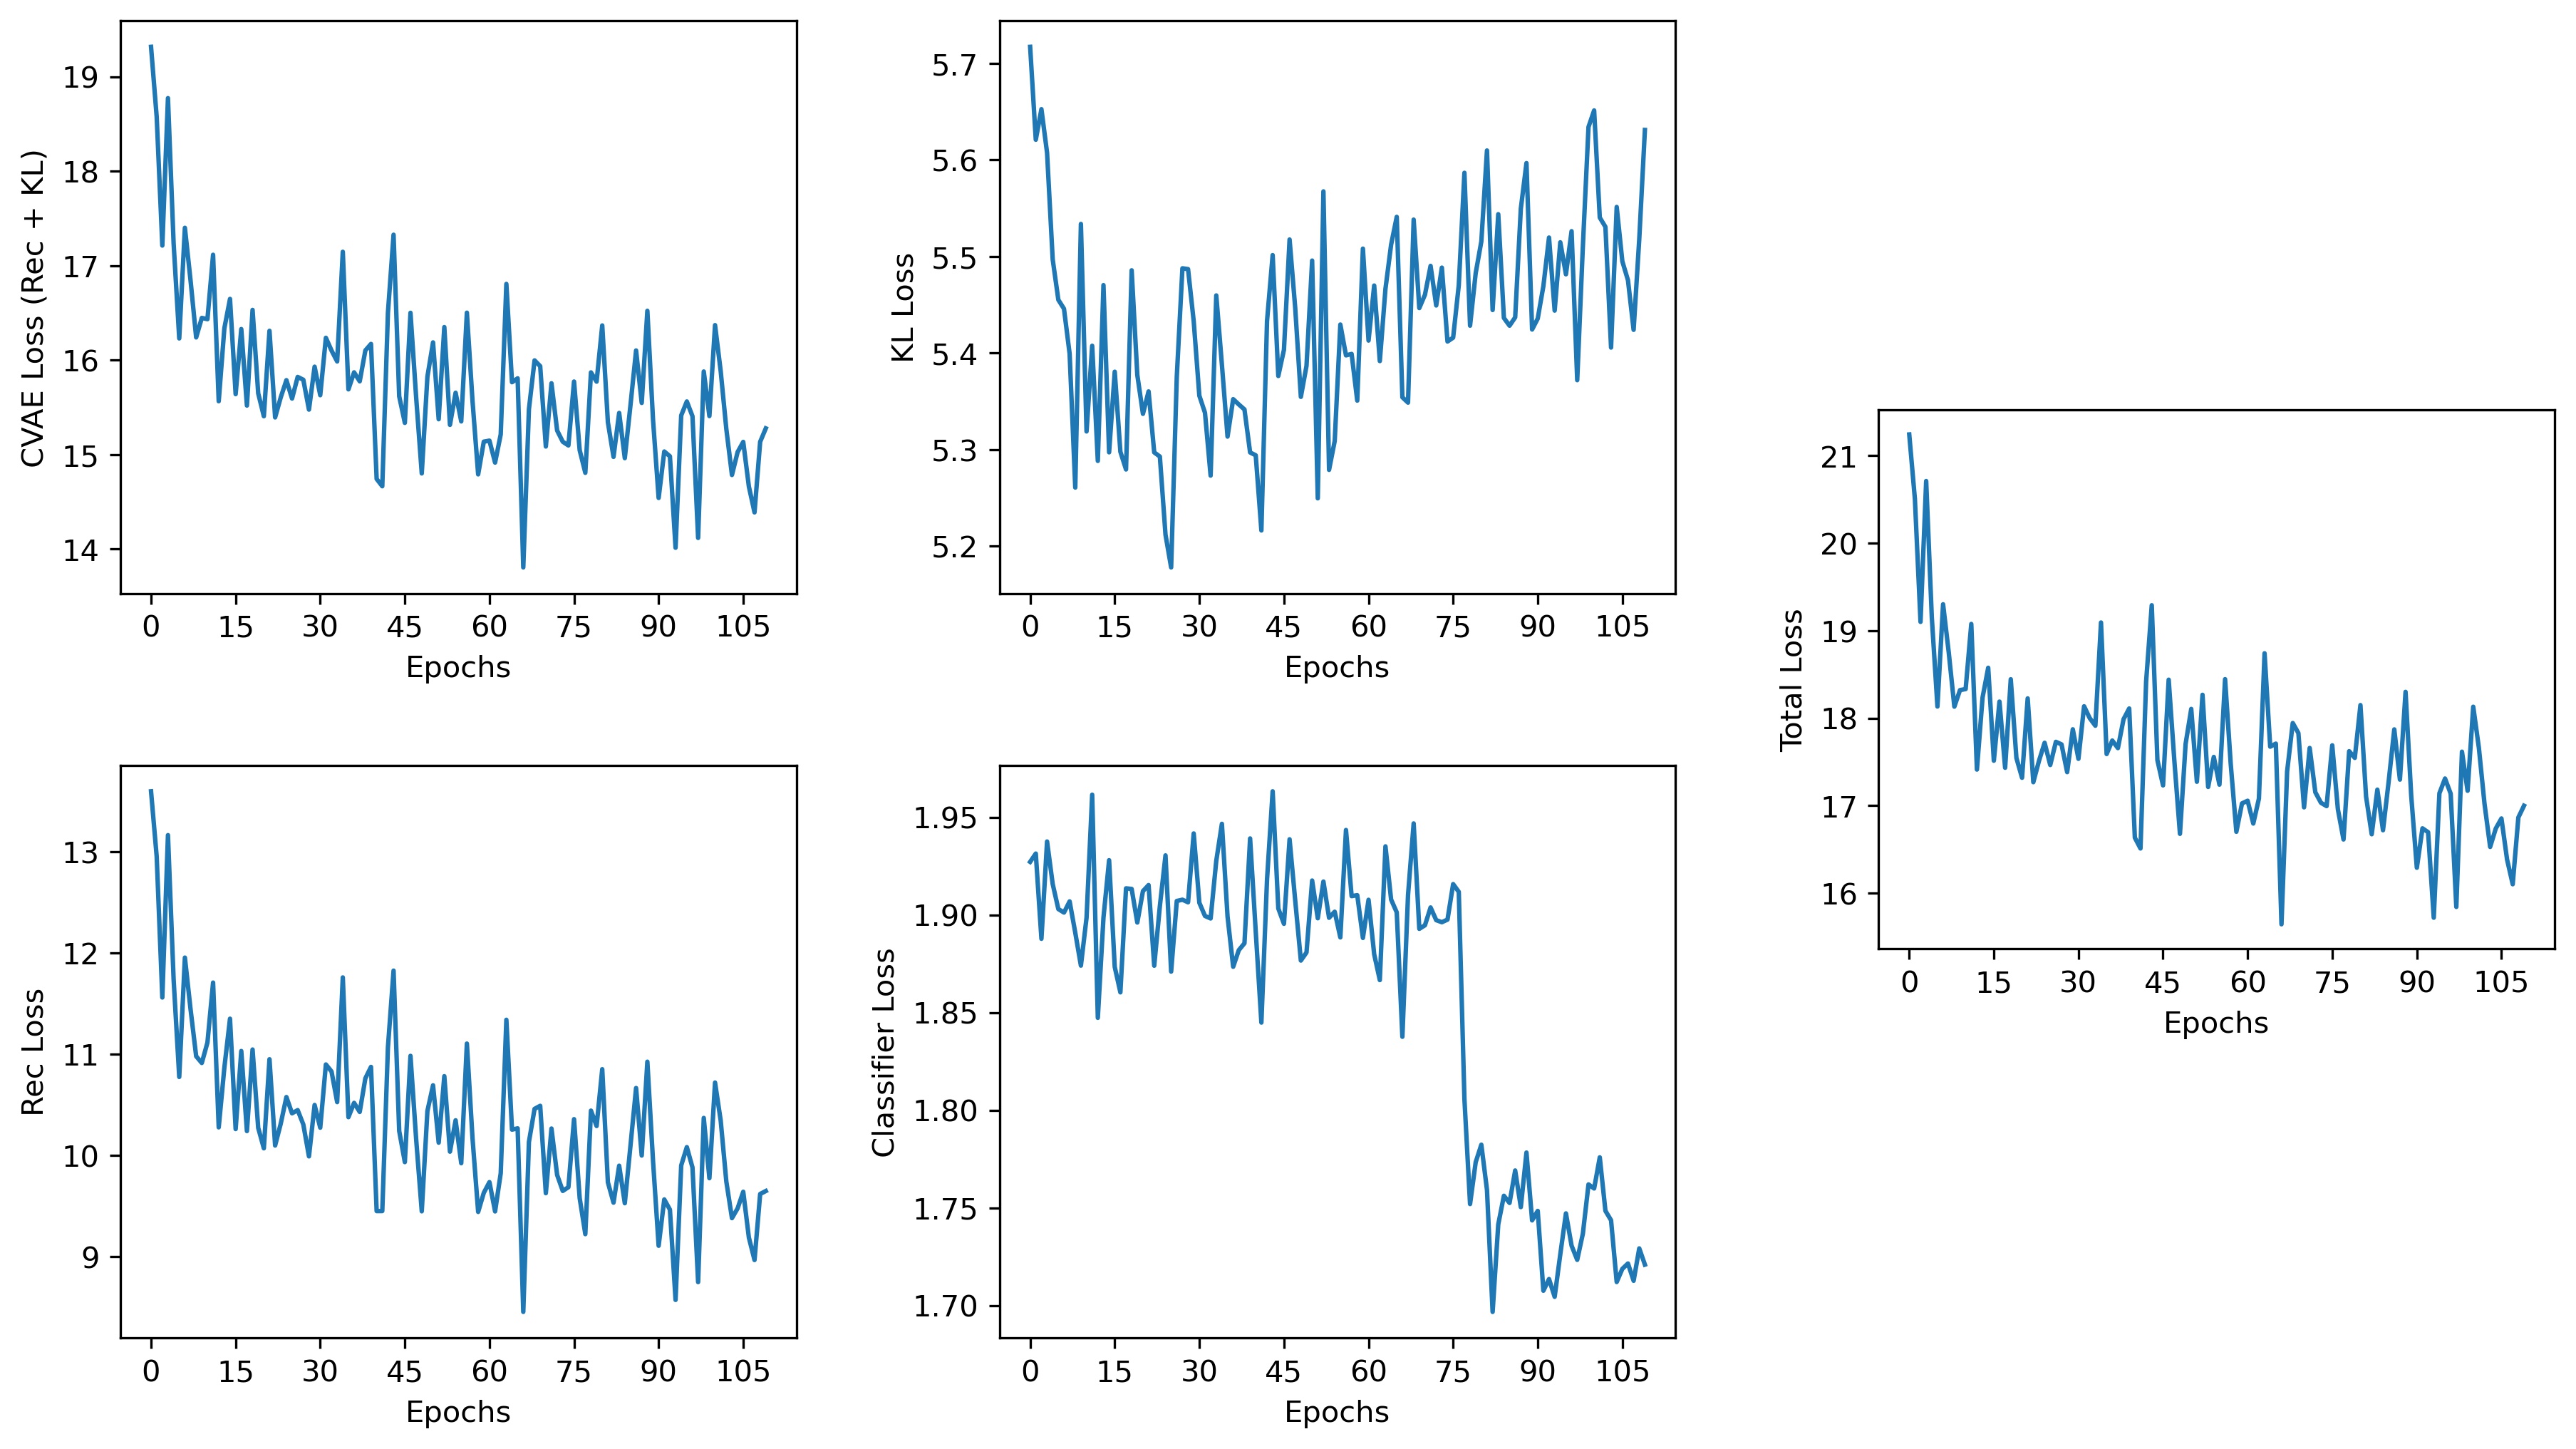 19
18
17
16
15
14
CVAE Loss (Rec + KL)
0 15 30 45 60 75 90 105
Epochs
5.7
5.6
5.5
5.4
5.3
5.2
KL Loss
0 15 30 45 60 75 90 105
Epochs
13
12
11
10
9
Rec Loss
0 15 30 45 60 75 90 105
Epochs
1.95
1.90
1.85
1.80
1.75
1.70
Classifier Loss
0 15 30 45 60 75 90 105
Epochs
21
20
19
18
17
16
Total Loss
0 15 30 45 60 75 90 105
Epochs